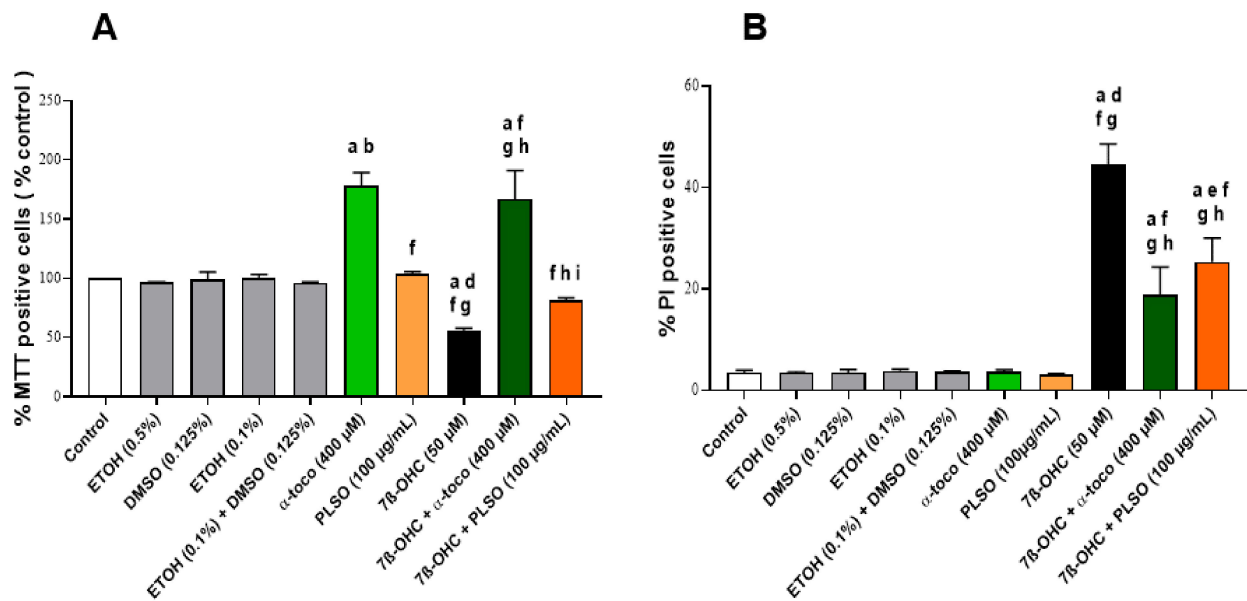 A
% MTT positive cells ( % control )
250
200
150
100
50
0
a b
f
a d
f g
a f
g h
f h i
Control
ETOH (0.5%)
DMSO (0.125%)
ETOH (0.1%)
ETOH (0.1%) + DMSO (0.125%)
α-toco (400 µM)
PLSO (100 µg/mL)
7ß-OHC (50 µM)
7ß-OHC + α-toco (400 µM)
7ß-OHC + PLSO (100 µg/mL)
B
% PI positive cells
60
40
20
0
a d
f g
a f
g h
a e f
g h
Control
ETOH (0.5%)
DMSO (0.125%)
ETOH (0.1%)
ETOH (0.1%) + DMSO (0.125%)
α-toco (400 µM)
PLSO (100µg/mL)
7ß-OHC (50 µM)
7ß-OHC + α-toco (400 µM)
7ß-OHC + PLSO (100 µg/mL)